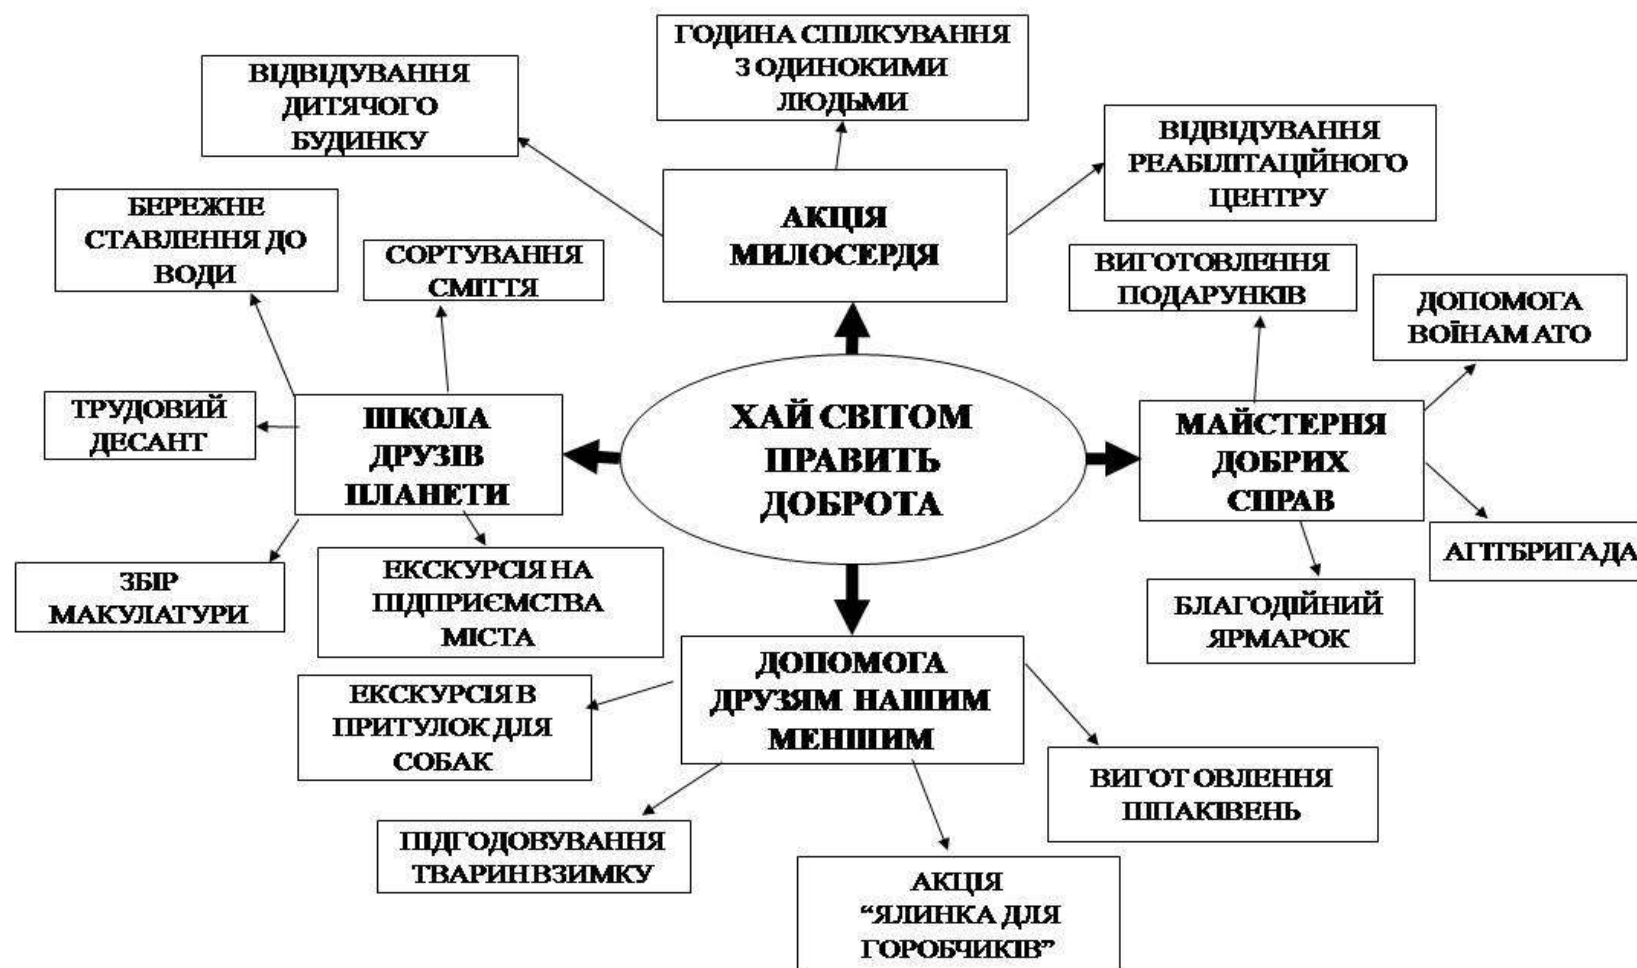 ГОДИНА СПІЛКУВАННЯ
З ОДИНОКИМИ
ЛЮДЬМИ
ВІДВІДУВАННЯ
ДИТЯЧОГО
БУДИНКУ
ВІДВІДУВАННЯ
РЕАБІЛІТАЦІЙНОГО
ЦЕНТРУ
АКЦІЯ
МИЛОСЕРДЯ
БЕРЕЖНЕ
СТАВЛЕННЯ ДО
ВОДИ
СОРТУВАННЯ
СМІТТЯ
ВИГОТОВЛЕННЯ
ПОДАРУНКІВ
ДОПОМОГА
ВОЇНАМ АТО
ТРУДОВИЙ
ДЕСАНТ
ШКОЛА
ДРУЗІВ
ПЛАНЕТИ
ХАЙ СВІТОМ
ПРАВИТЬ
ДОБРОТА
МАЙСТЕРНЯ
ДОБРИХ
СПРАВ
АГІТБРИГАДА
ЗБІР
МАКУЛАТУРИ
ЕКСКУРСІЯ НА
ПІДПРИЄМСТВА
МІСТА
БЛАГОДІЙНИЙ
ЯРМАРОК
ДОПОМОГА
ДРУЗЯМ НАШИМ
МЕНШИМ
ЕКСКУРСІЯ В
ПРИТУЛОК ДЛЯ
СОБАК
ВИГОТ ОВЛЕННЯ
ШПАКІВЕНЬ
ПІДГОДОВУВАННЯ
ТВАРИН ВЗИМКУ
АКЦІЯ
“ЯЛИНКА ДЛЯ
ГОРОБЧИКІВ”